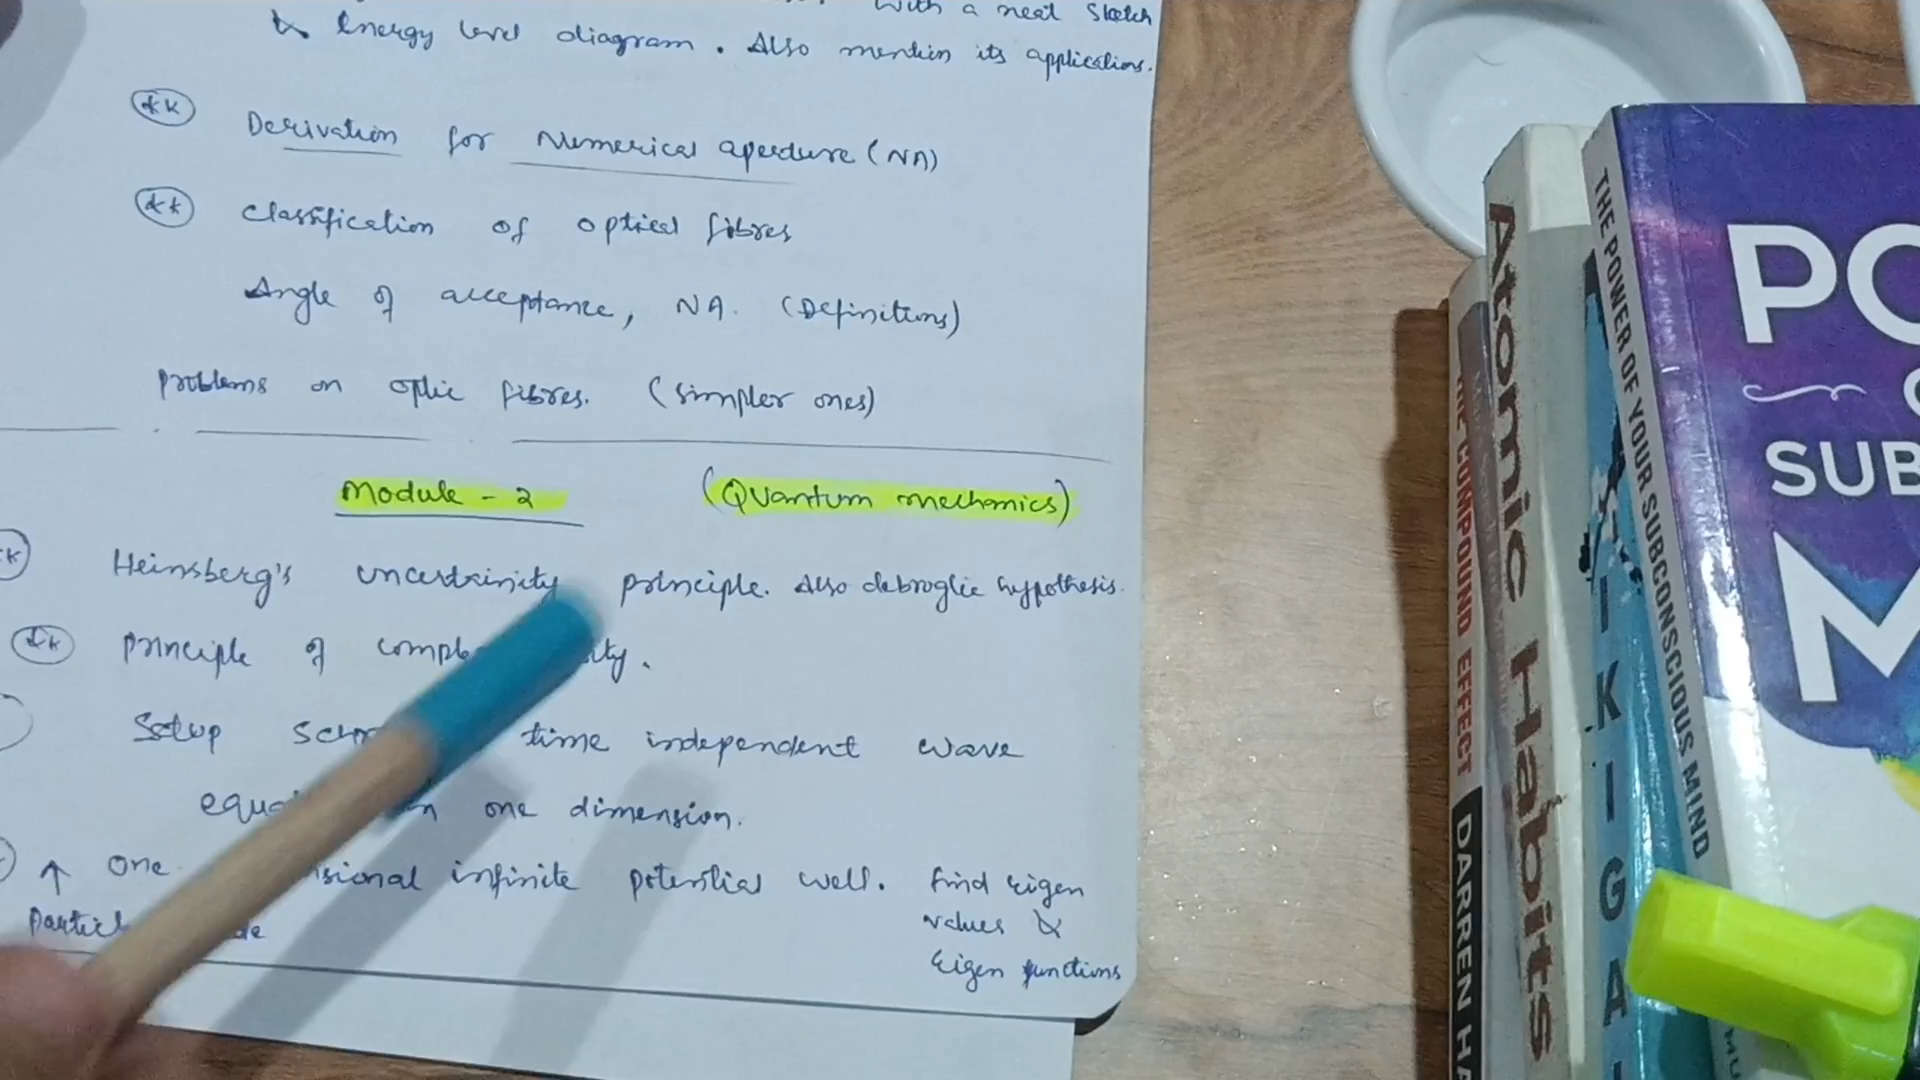 with a neat sketch
& Energy level diagram. Also mention its applications.
** Derivation for Numerical aperture (NA)
** classification of optical fibres
Angle of acceptance, NA. (Definitions)
Problems on optic fibres. (simpler ones)
Module - 2 (Quantum mechanics)
Heinsberg's uncertainity principle. Also debroglie hypothesis.
** principle of
Setup time independent wave
one dimension.
↑ One infinite potential well. find eigen
values &
Eigen functions
THE COMPOUND EFFECT
DARREN HA
Atomic Habits
IKIGAI
THE POWER OF YOUR SUBCONSCIOUS MIND
PO
SUB
M